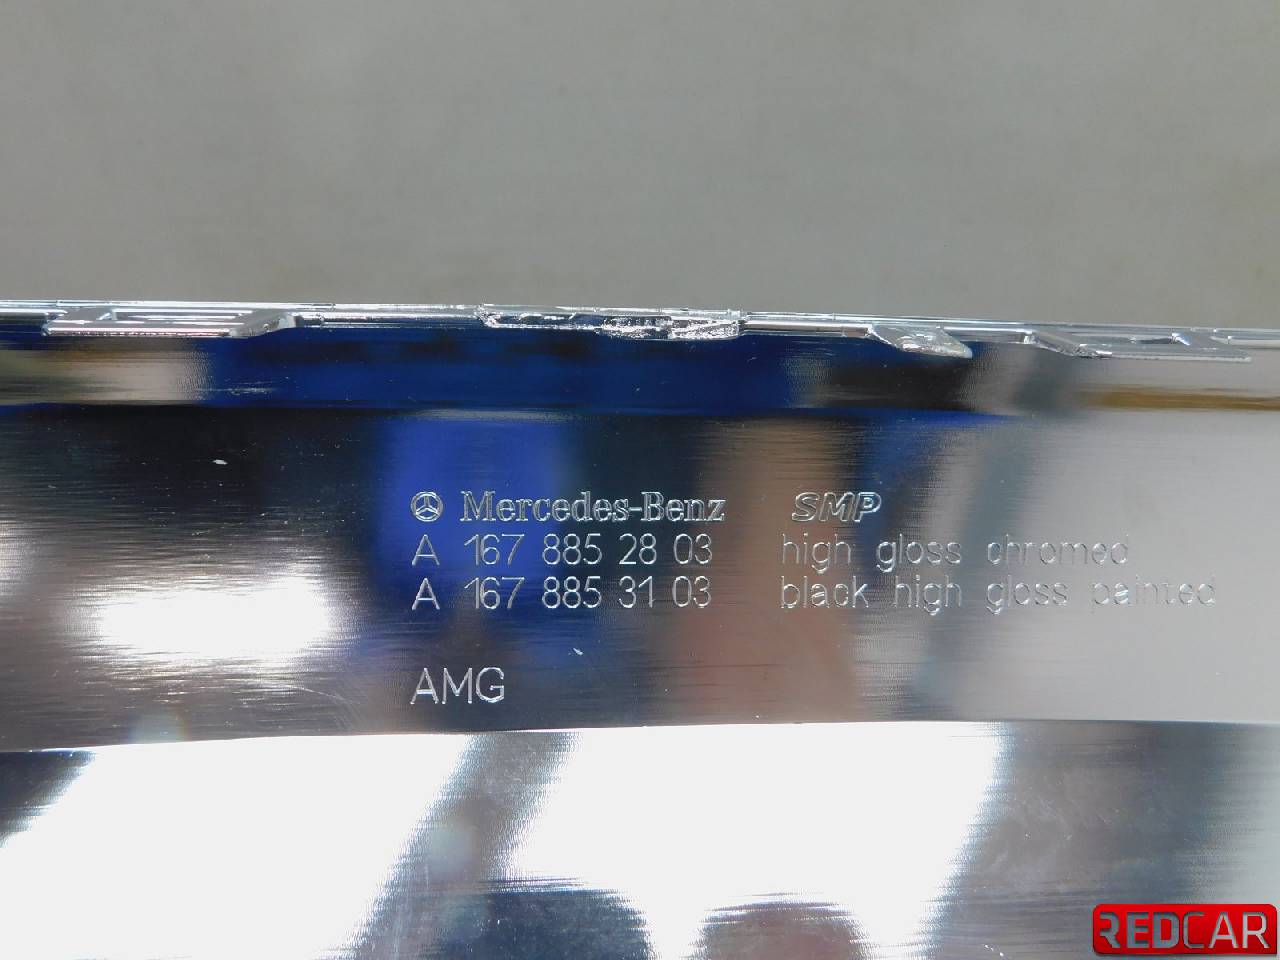 Mercedes-Benz SMP
A 167 885 28 03 high gloss chromed
A 167 885 31 03 black high gloss painted
AMG
REDCAR